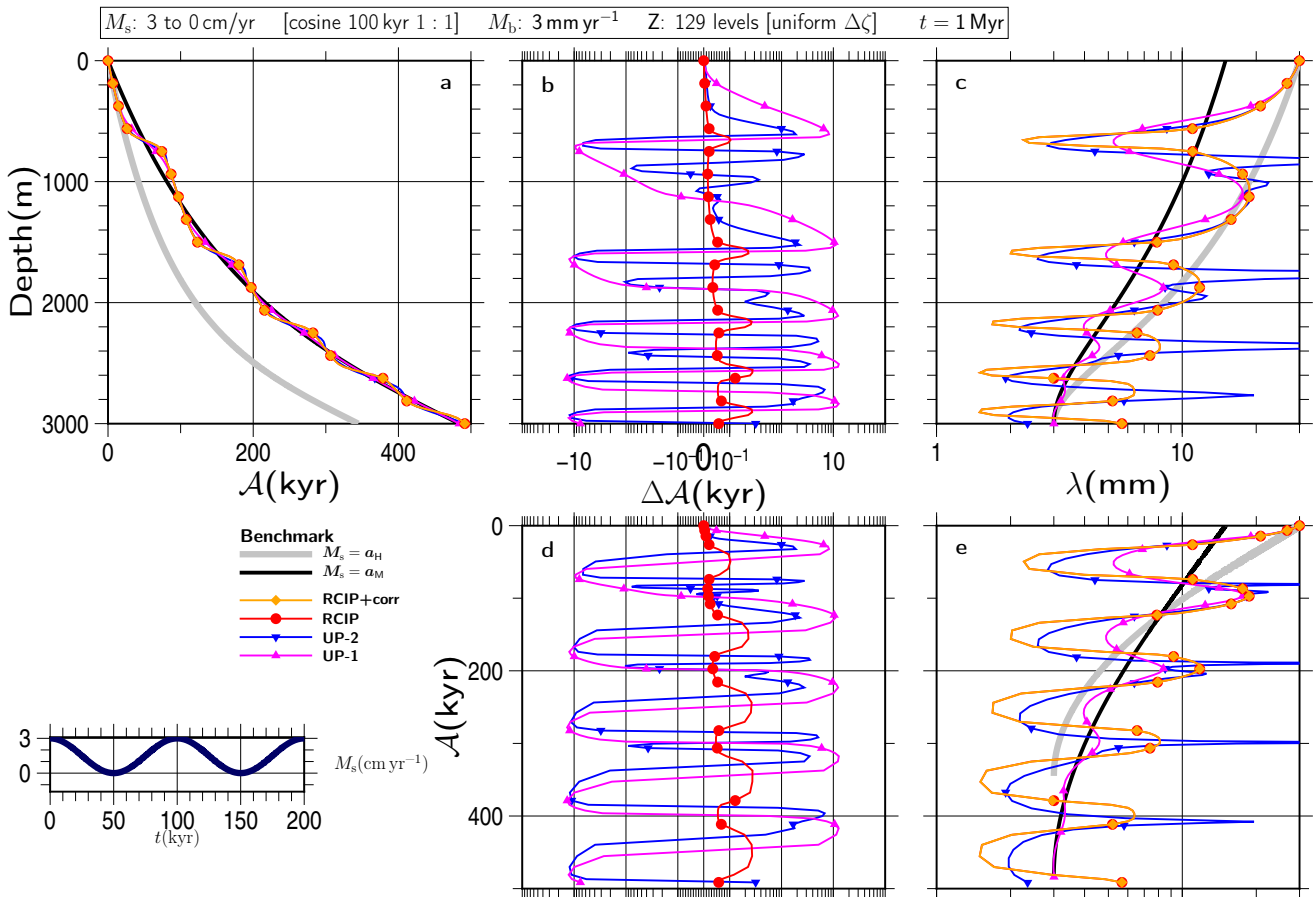 Mₛ: 3 to 0 cm/yr [cosine 100 kyr 1 : 1] M_b: 3 mm yr⁻¹ Z: 129 levels [uniform Δζ] t = 1 Myr
a
b
c
0
1000
2000
3000
Depth(m)
0
200
400
𝒜(kyr)
−10
−10⁻¹
0
10⁻¹
10
Δ𝒜(kyr)
1
10
λ(mm)
d
e
0
200
400
𝒜(kyr)
Benchmark
Mₛ = a_H
Mₛ = a_M
RCIP+corr
RCIP
UP-2
UP-1
3
0
Mₛ(cm yr⁻¹)
0
50
100
150
200
t(kyr)